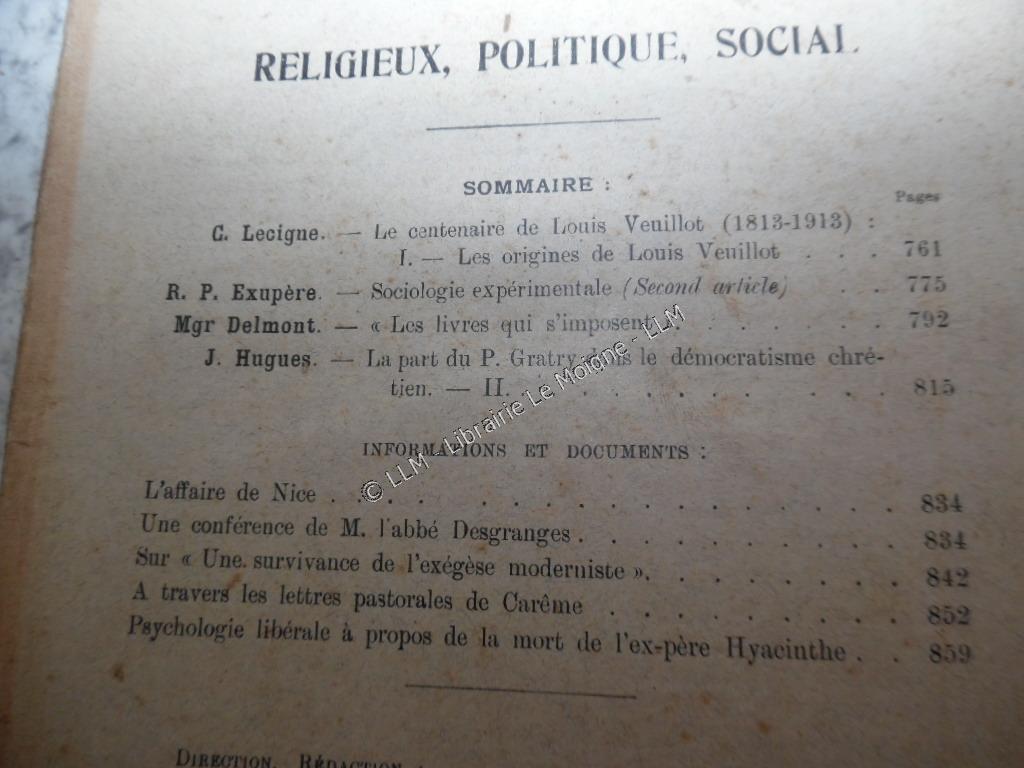 RELIGIEUX, POLITIQUE, SOCIAL
SOMMAIRE :
Pages
C. Lecigne. — Le centenaire de Louis Veuillot (1813-1913) :
I. — Les origines de Louis Veuillot . . . 761
R. P. Exupère. — Sociologie expérimentale (Second article) . . 775
Mgr Delmont. — « Les livres qui s'imposent » . . . . . . . 792
J. Hugues. — La part du P. Gratry dans le démocratisme chré-
tien. — II. . . . . . . . . . 815
INFORMATIONS ET DOCUMENTS :
L'affaire de Nice . . . . . . . . . . . . . . . 834
Une conférence de M. l'abbé Desgranges . . . . . . . . . . 834
Sur « Une survivance de l'exégèse moderniste ». . . . . . . . 842
A travers les lettres pastorales de Carême . . . . . . . . . 852
Psychologie libérale à propos de la mort de l'ex-père Hyacinthe . . 859
DIRECTION, RÉDACTION :
© LLM - Librairie Le Moigne - LLM